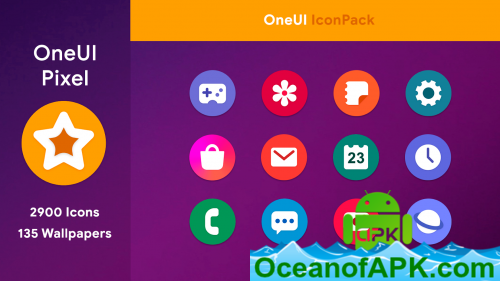 OneUI
Pixel
2900 Icons
135 Wallpapers
OneUI IconPack
23
APK
OceanofAPK.com